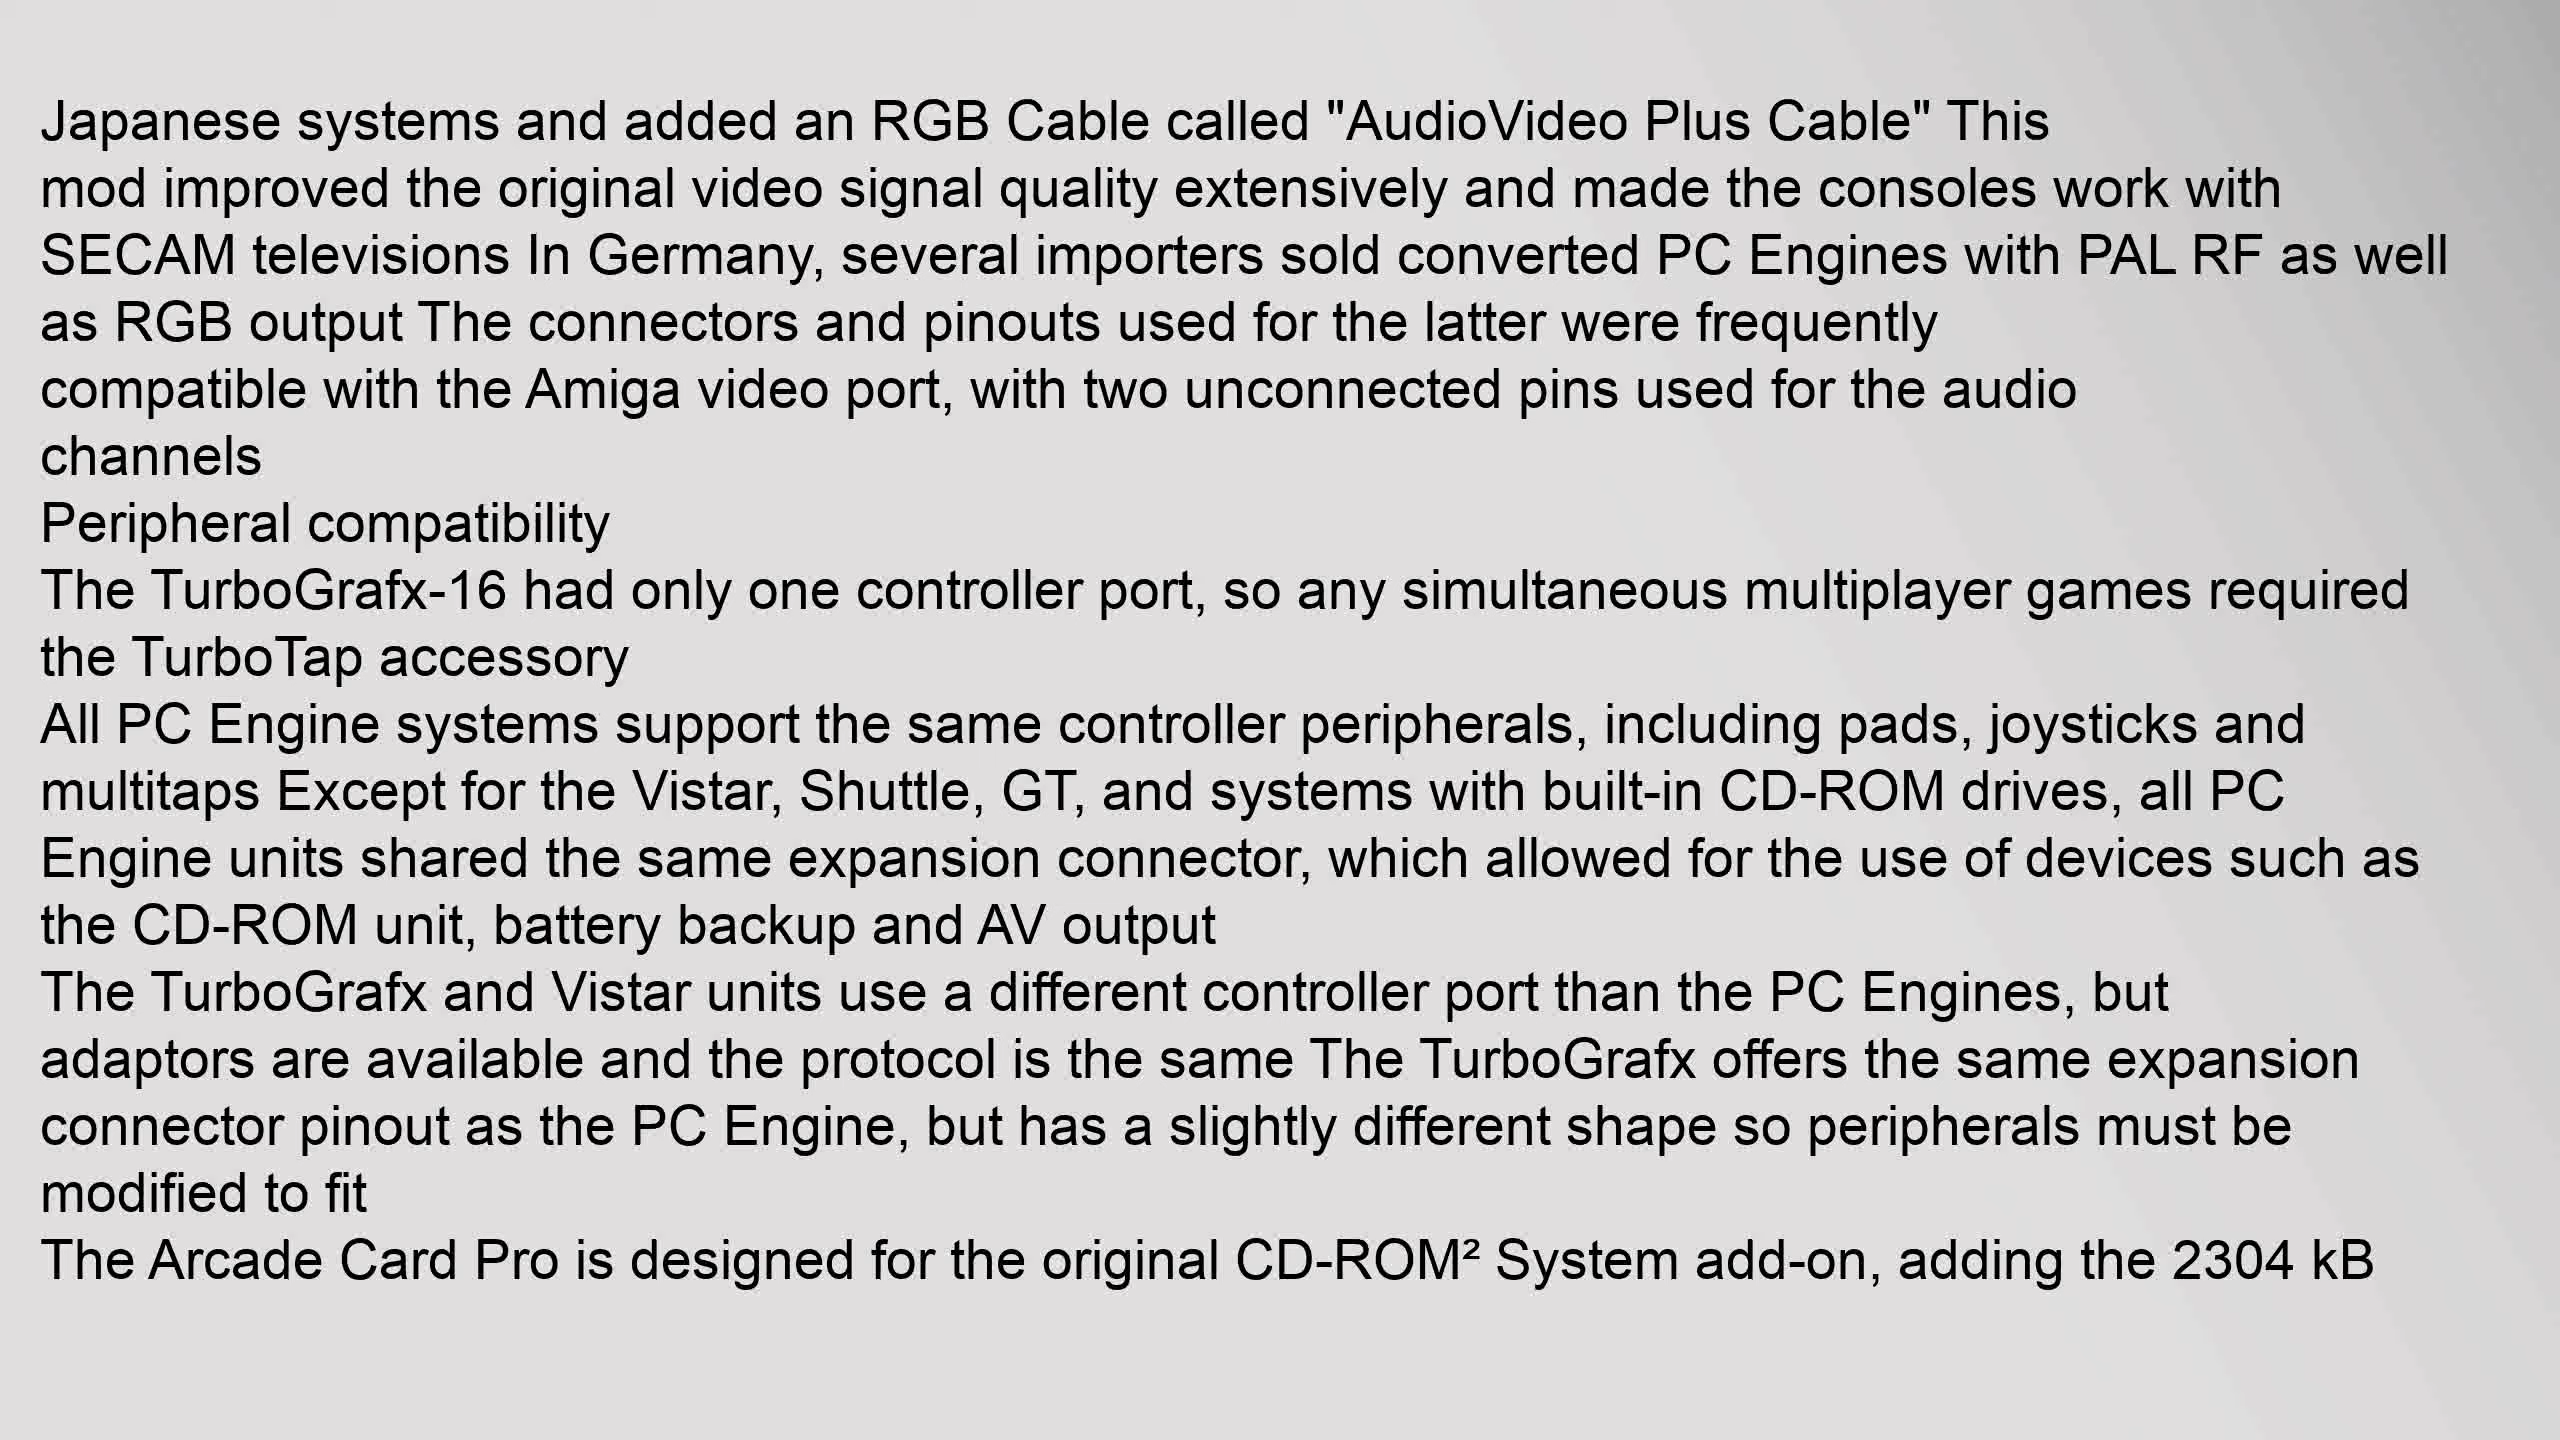 Japanese systems and added an RGB Cable called "AudioVideo Plus Cable" This
mod improved the original video signal quality extensively and made the consoles work with
SECAM televisions In Germany, several importers sold converted PC Engines with PAL RF as well
as RGB output The connectors and pinouts used for the latter were frequently
compatible with the Amiga video port, with two unconnected pins used for the audio
channels
Peripheral compatibility
The TurboGrafx-16 had only one controller port, so any simultaneous multiplayer games required
the TurboTap accessory
All PC Engine systems support the same controller peripherals, including pads, joysticks and
multitaps Except for the Vistar, Shuttle, GT, and systems with built-in CD-ROM drives, all PC
Engine units shared the same expansion connector, which allowed for the use of devices such as
the CD-ROM unit, battery backup and AV output
The TurboGrafx and Vistar units use a different controller port than the PC Engines, but
adaptors are available and the protocol is the same The TurboGrafx offers the same expansion
connector pinout as the PC Engine, but has a slightly different shape so peripherals must be
modified to fit
The Arcade Card Pro is designed for the original CD-ROM² System add-on, adding the 2304 kB